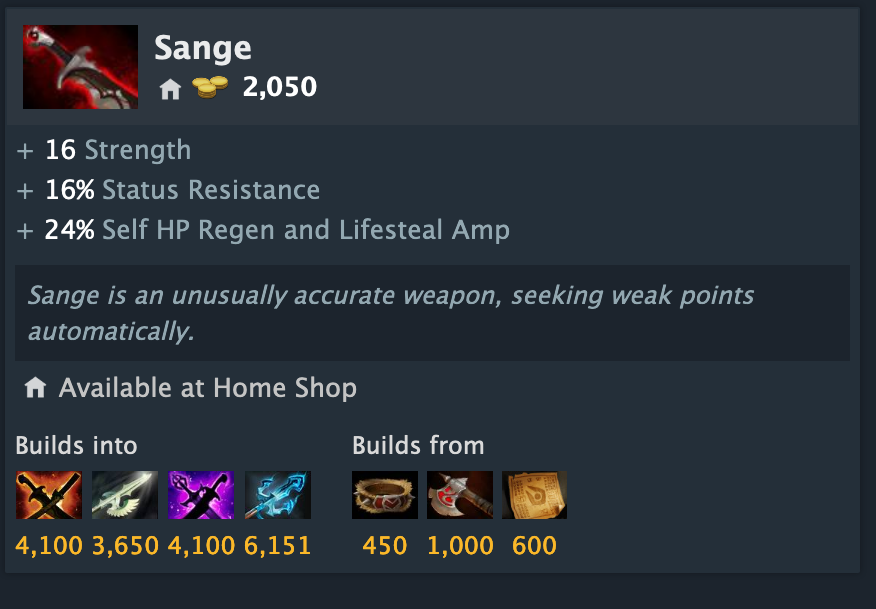 Sange
2,050
+ 16 Strength
+ 16% Status Resistance
+ 24% Self HP Regen and Lifesteal Amp
Sange is an unusually accurate weapon, seeking weak points
automatically.
Available at Home Shop
Builds into
4,100 3,650 4,100 6,151
Builds from
450 1,000 600